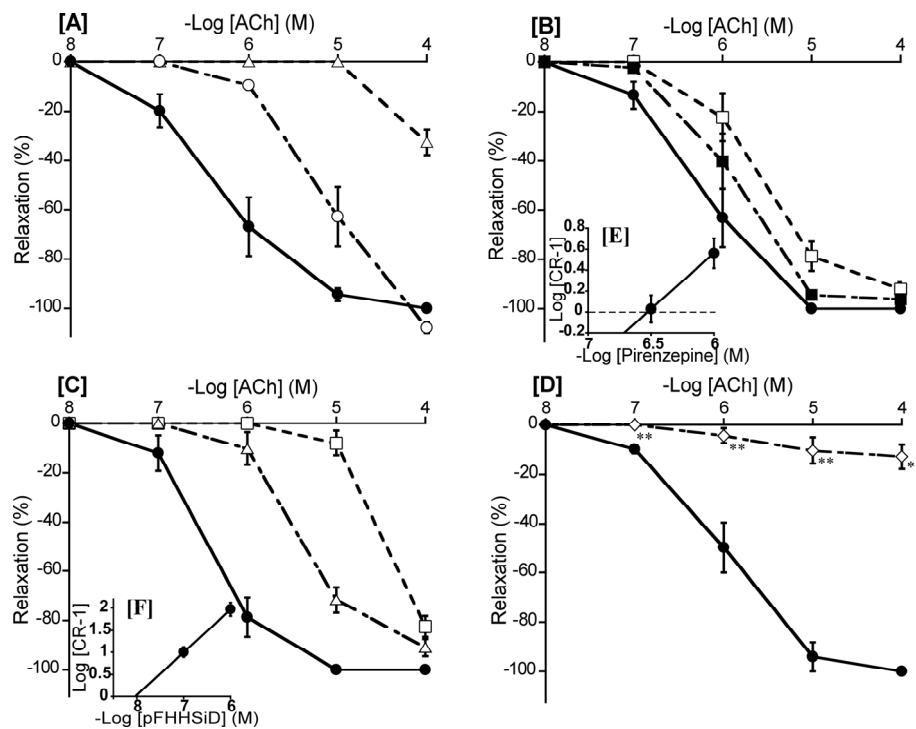 [A]
-Log [ACh] (M)
8 7 6 5 4
0
-20
-40
-60
-80
-100
Relaxation (%)
[B]
-Log [ACh] (M)
8 7 6 5 4
0
-20
-40
-60
-80
-100
Relaxation (%)
[E]
0.8
0.6
0.4
0.2
0
-0.2
Log [CR-1]
7 6.5 6
-Log [Pirenzepine] (M)
[C]
-Log [ACh] (M)
8 7 6 5 4
0
-20
-40
-60
-80
-100
Relaxation (%)
[F]
2
1.5
1
0.5
0
Log [CR-1]
8 7 6
-Log [pFHHSiD] (M)
[D]
-Log [ACh] (M)
8 7 6 5 4
0
-20
-40
-60
-80
-100
Relaxation (%)
** ** ** *